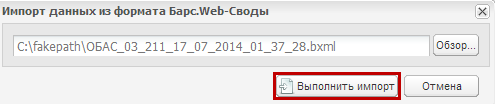 Импорт данных из формата Барс.Web-Своды
C:\fakepath\ОБАС_03_211_17_07_2014_01_37_28.bxml Обзор...
Выполнить импорт Отмена